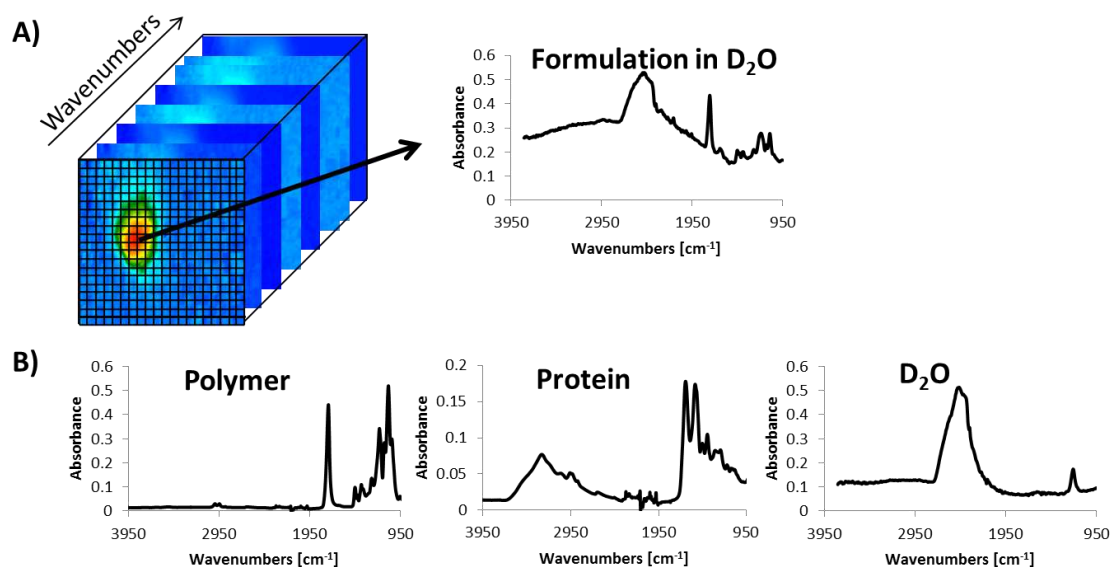 A)
Wavenumbers
Formulation in D₂O
Absorbance
0.6
0.5
0.4
0.3
0.2
0.1
0
3950 2950 1950 950
Wavenumbers [cm⁻¹]
B)
Polymer
Absorbance
0.6
0.5
0.4
0.3
0.2
0.1
0
3950 2950 1950 950
Wavenumbers [cm⁻¹]
Protein
Absorbance
0.2
0.15
0.1
0.05
0
3950 2950 1950 950
Wavenumbers [cm⁻¹]
D₂O
Absorbance
0.6
0.5
0.4
0.3
0.2
0.1
0
3950 2950 1950 950
Wavenumbers [cm⁻¹]